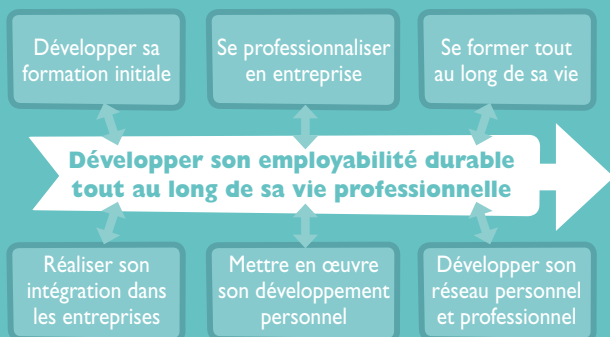 Développer sa
formation initiale
Se professionnaliser
en entreprise
Se former tout
au long de sa vie
Développer son employabilité durable
tout au long de sa vie professionnelle
Réaliser son
intégration dans
les entreprises
Mettre en œuvre
son développement
personnel
Développer son
réseau personnel
et professionnel